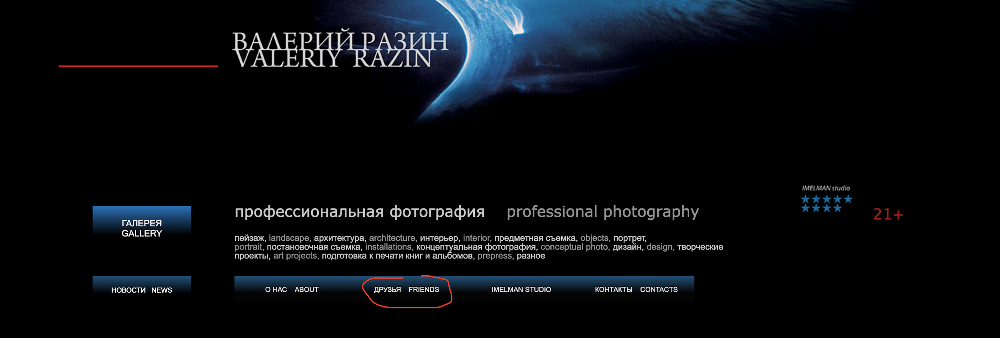 ВАЛЕРИЙ РАЗИН
VALERIY RAZIN
IMELMAN studio
профессиональная фотография professional photography
21+
ГАЛЕРЕЯ
GALLERY
пейзаж, landscape, архитектура, architecture, интерьер, interior, предметная съемка, objects, портрет,
portrait, постановочная съемка, installations, концептуальная фотография, conceptual photo, дизайн, design, творческие
проекты, art projects, подготовка к печати книг и альбомов, prepress, разное
НОВОСТИ NEWS
О НАС ABOUT
ДРУЗЬЯ FRIENDS
IMELMAN STUDIO
КОНТАКТЫ CONTACTS